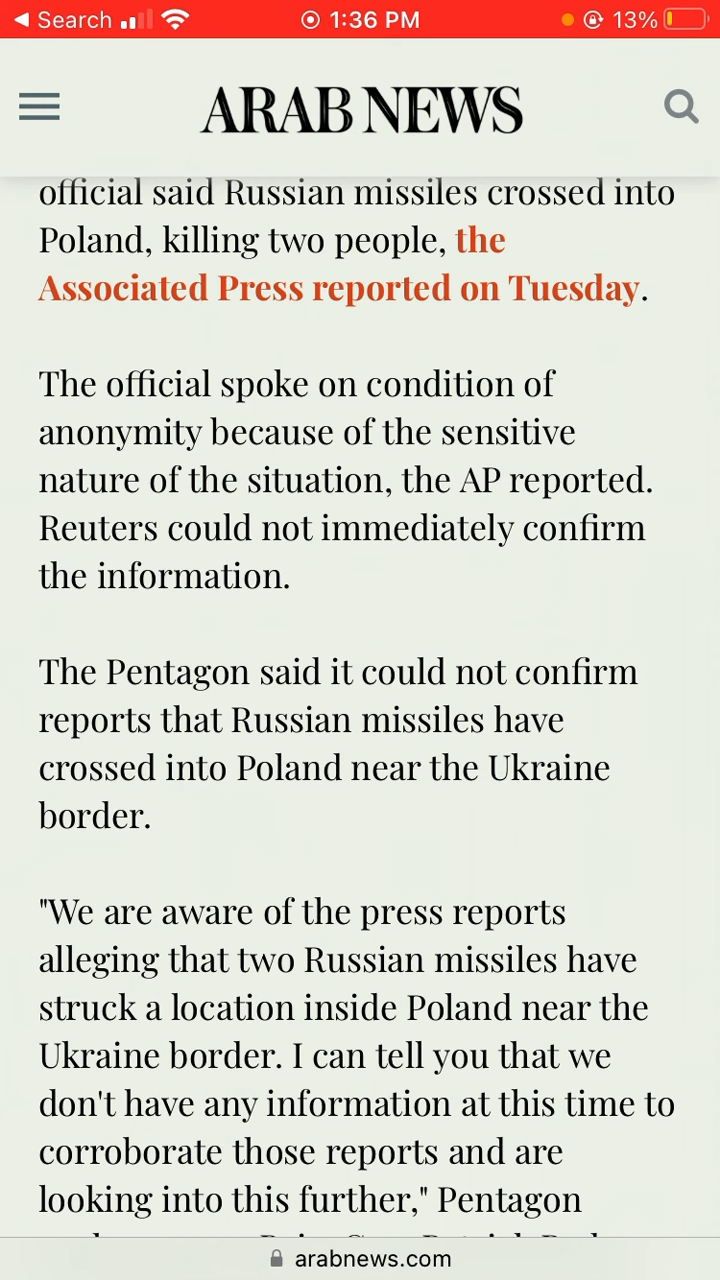 Search 1:36 PM 13%
ARAB NEWS
official said Russian missiles crossed into
Poland, killing two people, the
Associated Press reported on Tuesday.
The official spoke on condition of
anonymity because of the sensitive
nature of the situation, the AP reported.
Reuters could not immediately confirm
the information.
The Pentagon said it could not confirm
reports that Russian missiles have
crossed into Poland near the Ukraine
border.
"We are aware of the press reports
alleging that two Russian missiles have
struck a location inside Poland near the
Ukraine border. I can tell you that we
don't have any information at this time to
corroborate those reports and are
looking into this further," Pentagon
arabnews.com